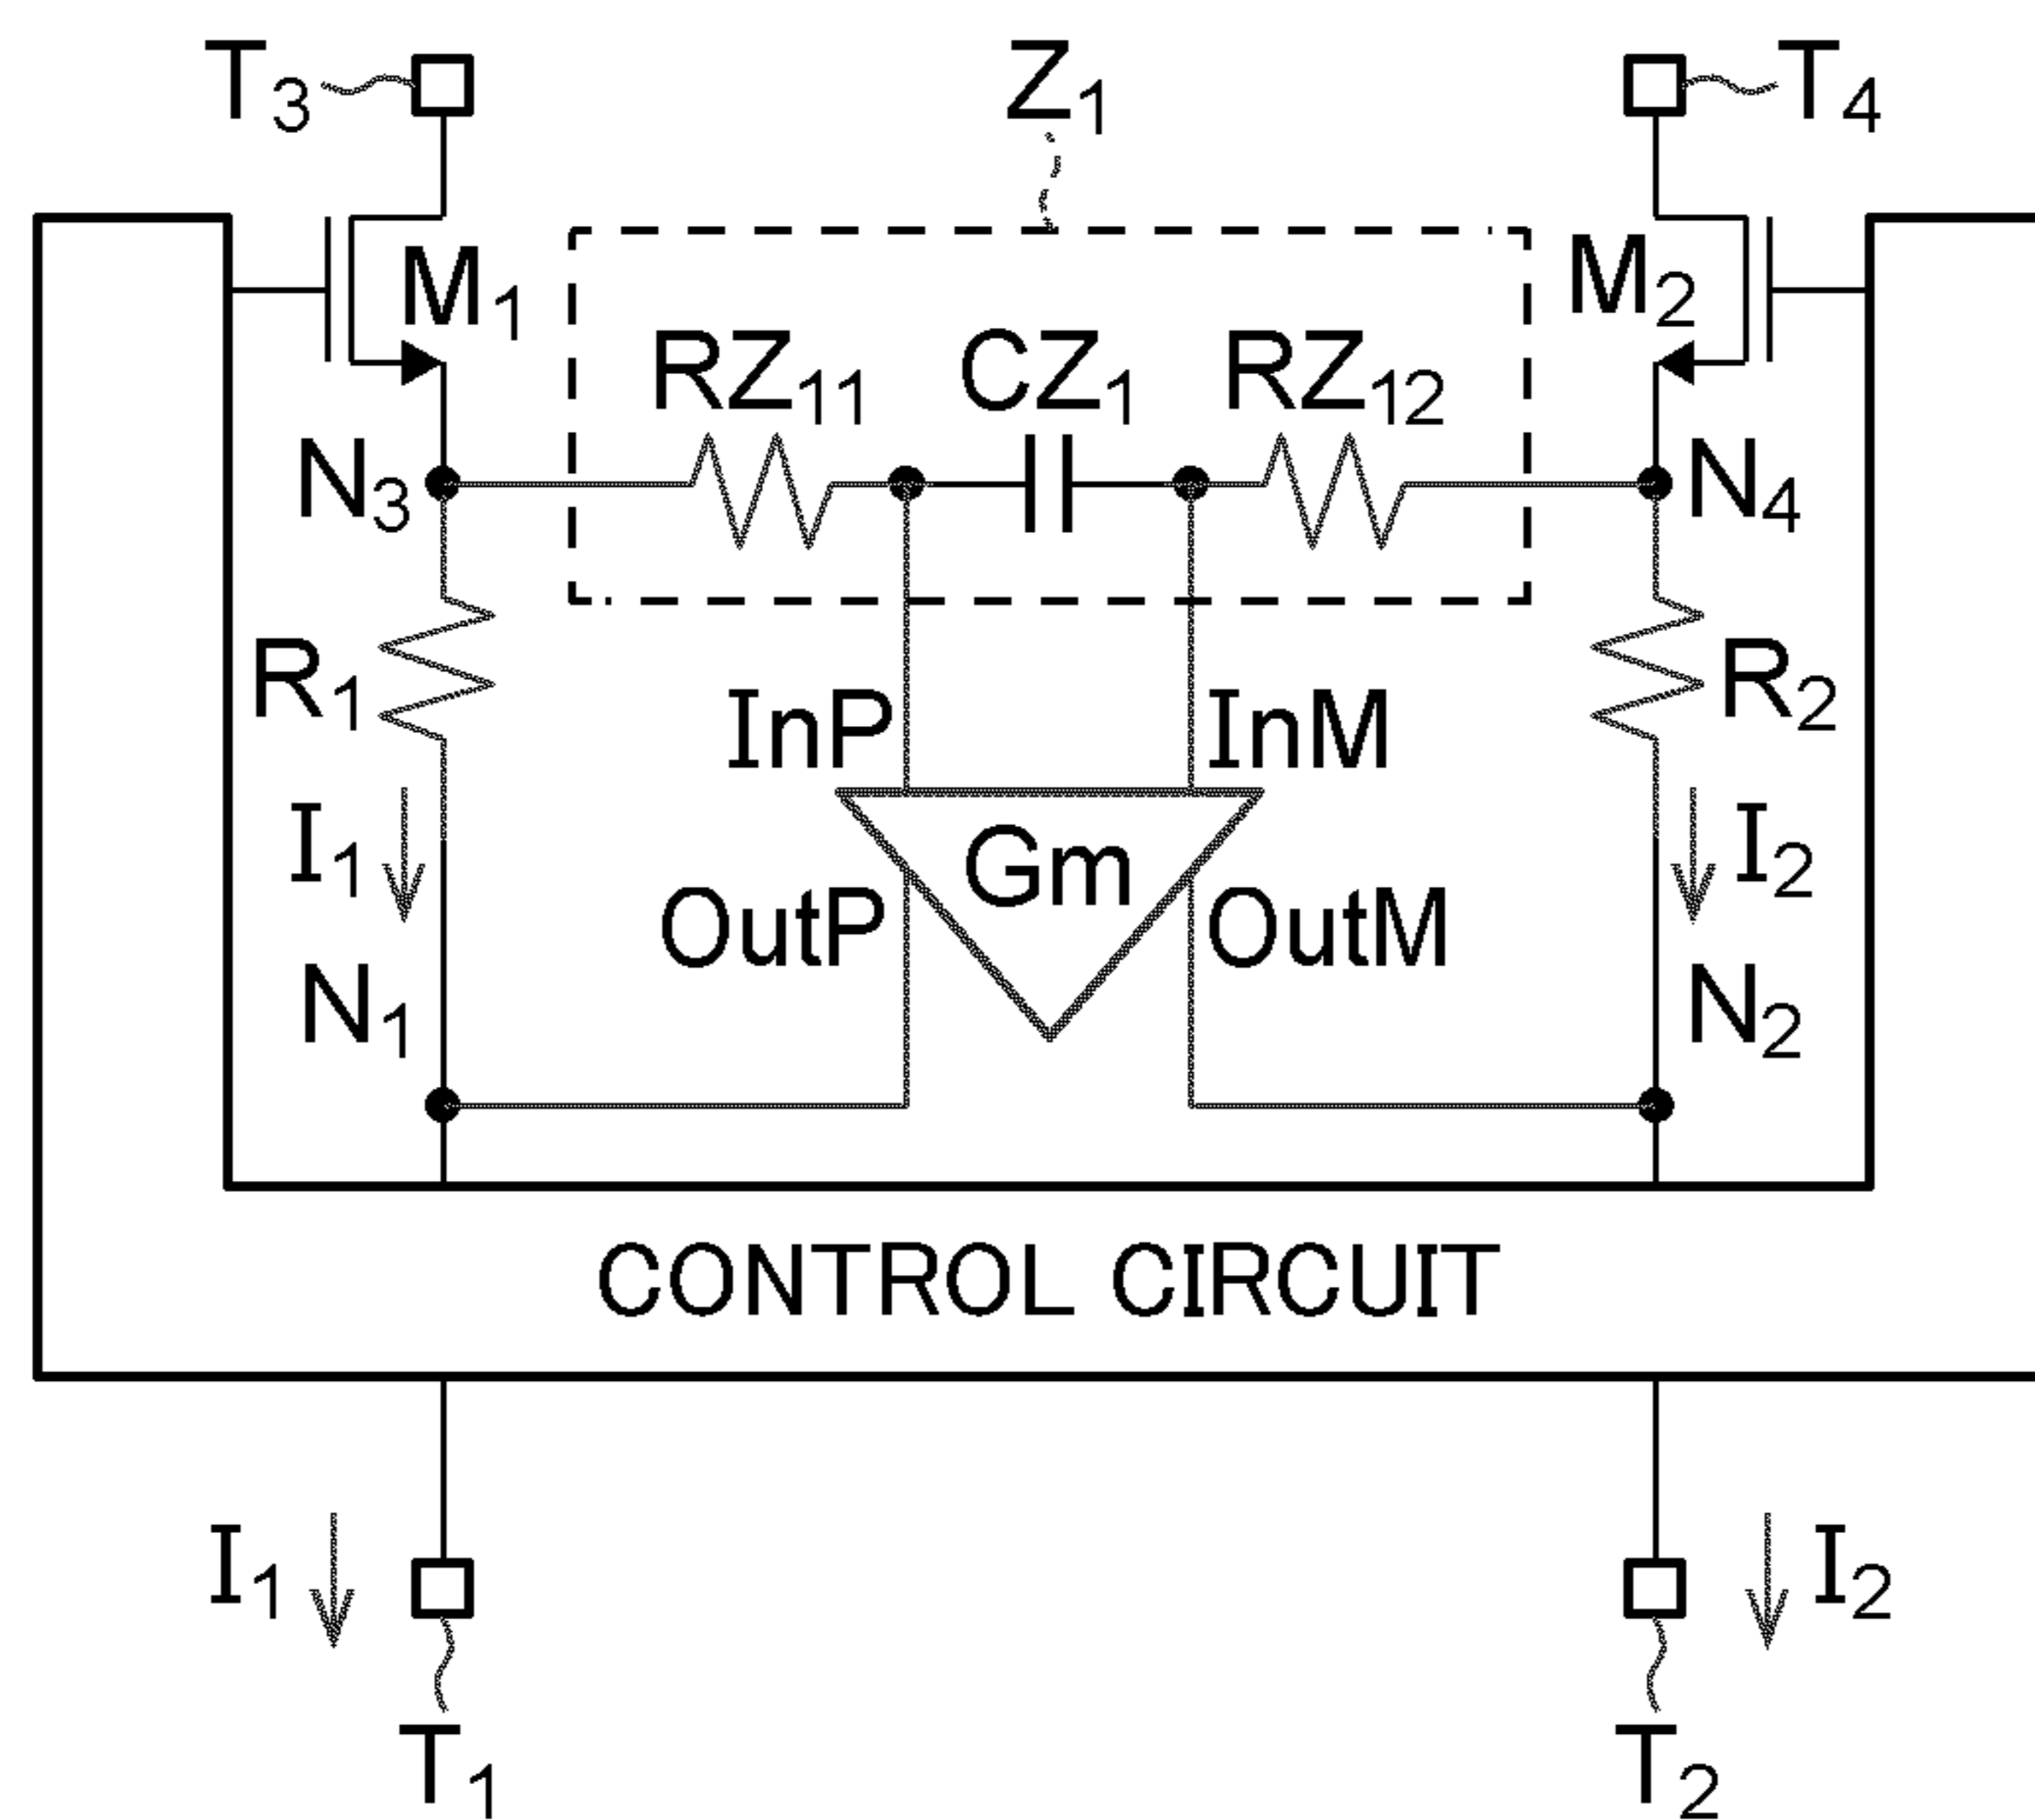 T3
Z1
T4
M1
M2
RZ11
CZ1
RZ12
N3
N4
R1
R2
InP
InM
I1
Gm
I2
OutP
OutM
N1
N2
CONTROL CIRCUIT
I1
I2
T1
T2